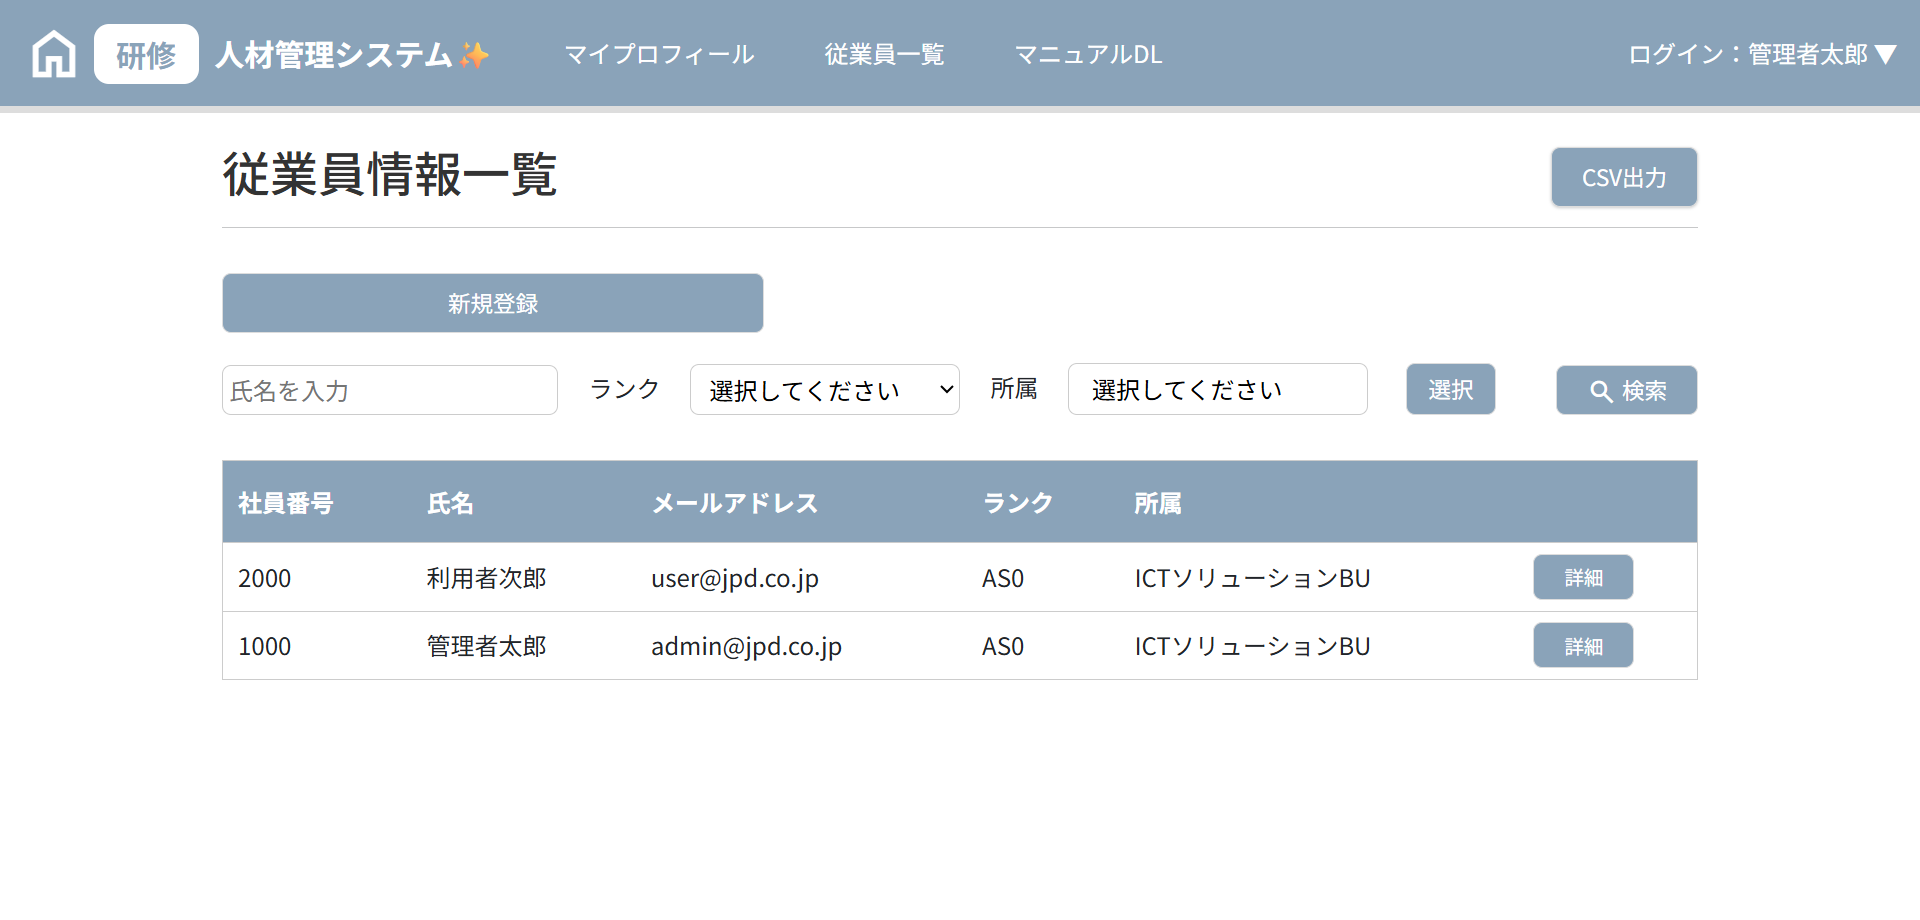 研修 人材管理システム✨ マイプロフィール 従業員一覧 マニュアルDL ログイン：管理者太郎▼
従業員情報一覧 CSV出力
新規登録
氏名を入力 ランク 選択してください 所属 選択してください 選択 検索
社員番号 氏名 メールアドレス ランク 所属
2000 利用者次郎 user@jpd.co.jp AS0 ICTソリューションBU 詳細
1000 管理者太郎 admin@jpd.co.jp AS0 ICTソリューションBU 詳細